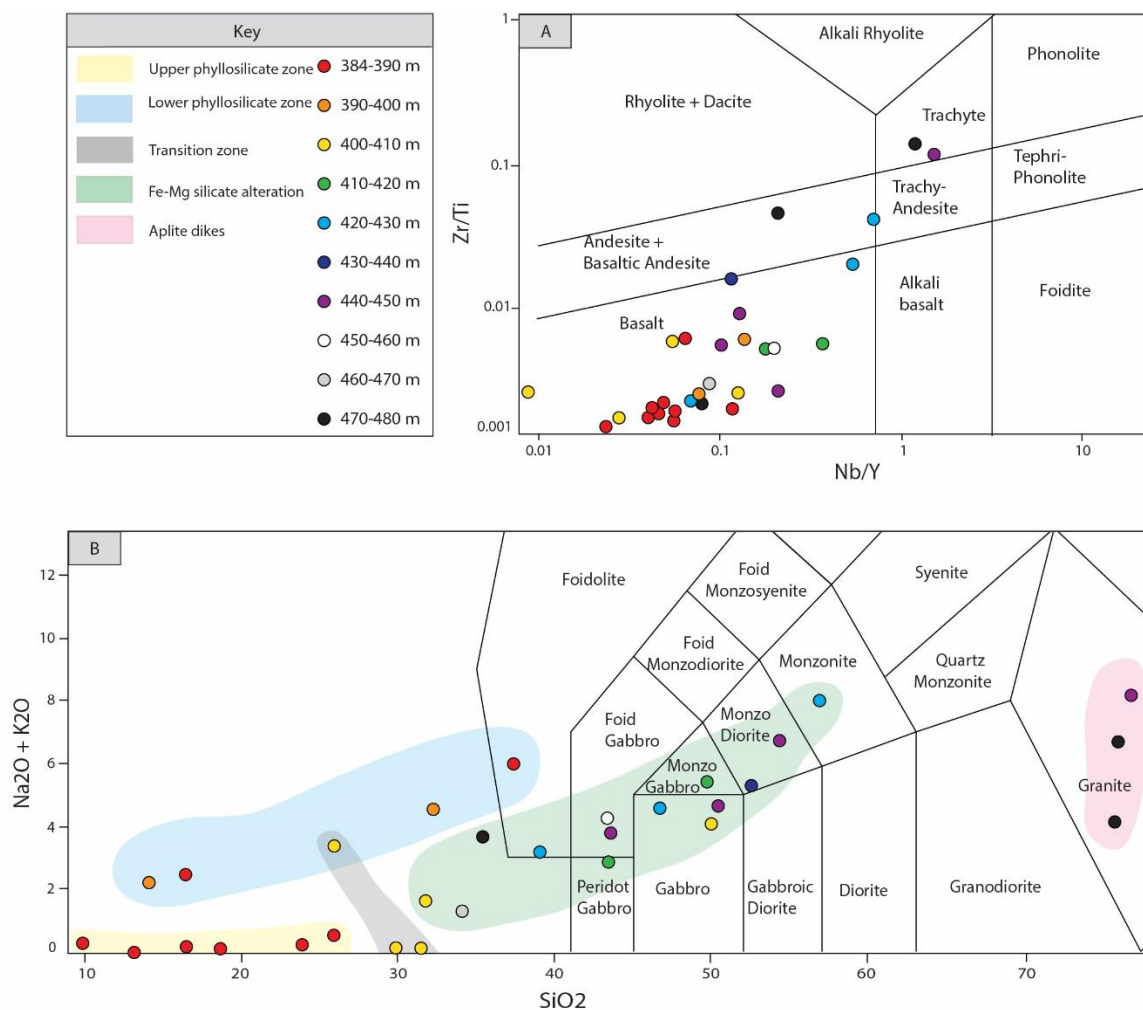 Key
Upper phyllosilicate zone
Lower phyllosilicate zone
Transition zone
Fe-Mg silicate alteration
Aplite dikes
384-390 m
390-400 m
400-410 m
410-420 m
420-430 m
430-440 m
440-450 m
450-460 m
460-470 m
470-480 m
A
Alkali Rhyolite
Phonolite
Rhyolite + Dacite
Trachyte
Tephri-
Phonolite
Trachy-
Andesite
Andesite +
Basaltic Andesite
Alkali
basalt
Foidite
Basalt
Zr/Ti
1
0.1
0.01
0.001
0.01
0.1
1
10
Nb/Y
B
Foidolite
Foid
Monzosyenite
Syenite
Foid
Monzodiorite
Monzonite
Quartz
Monzonite
Foid
Gabbro
Monzo
Diorite
Monzo
Gabbro
Granite
Peridot
Gabbro
Gabbro
Gabbroic
Diorite
Diorite
Granodiorite
Na2O + K2O
12
10
8
6
4
2
0
10
20
30
40
50
60
70
SiO2